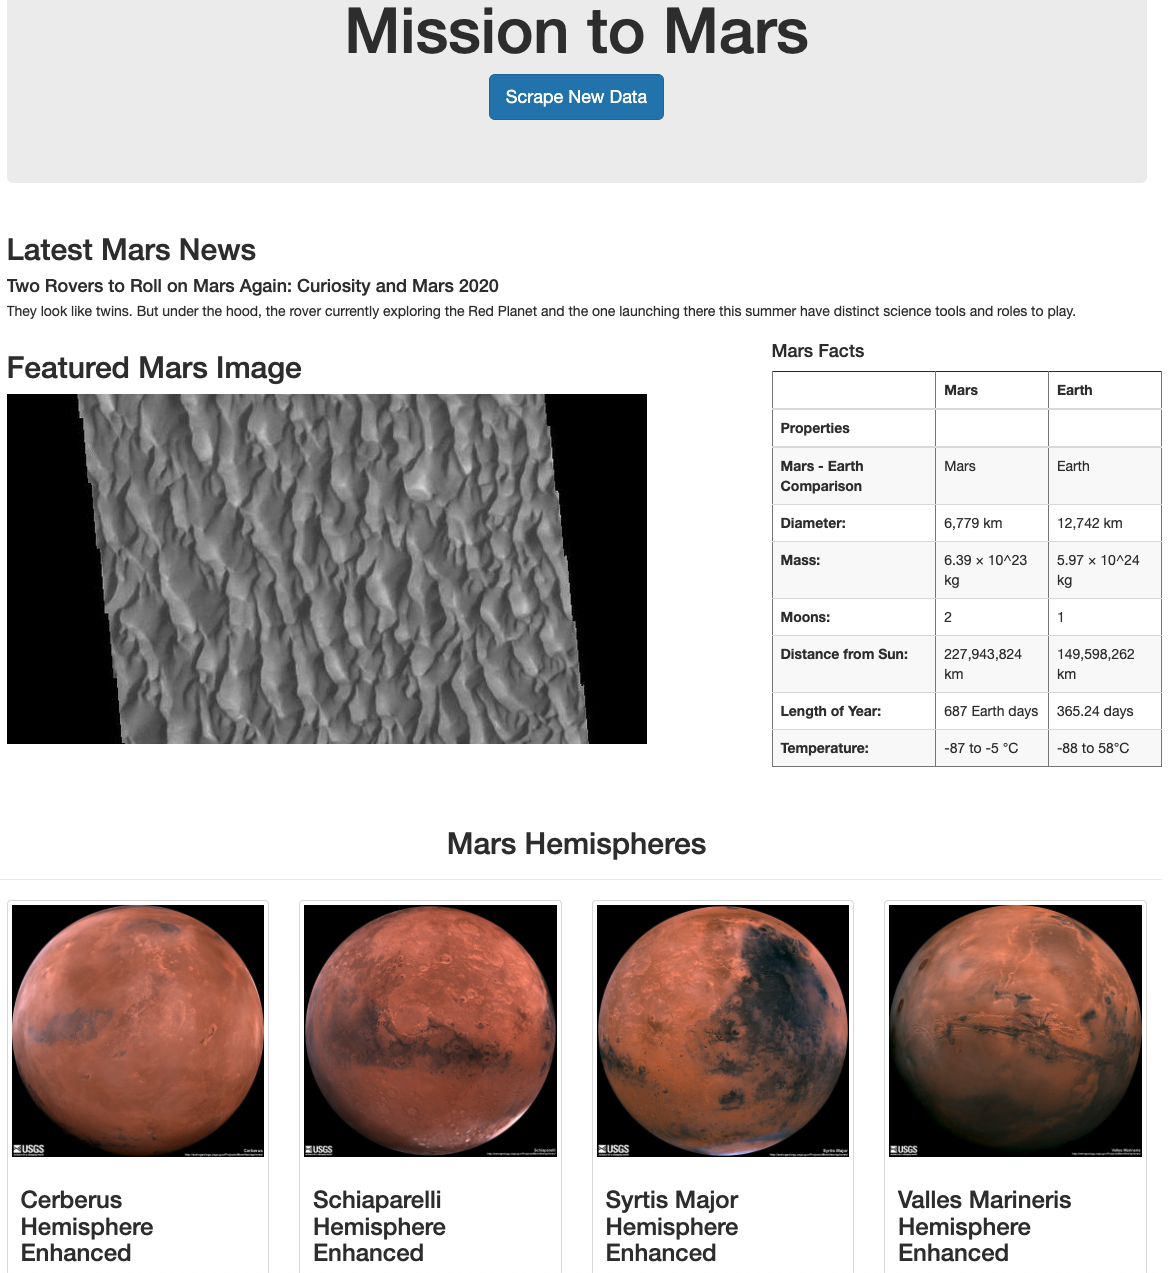 Mission to Mars
Scrape New Data
Latest Mars News
Two Rovers to Roll on Mars Again: Curiosity and Mars 2020
They look like twins. But under the hood, the rover currently exploring the Red Planet and the one launching there this summer have distinct science tools and roles to play.
Featured Mars Image
Mars Facts
Mars Earth
Properties
Mars - Earth Mars Earth
Comparison
Diameter: 6,779 km 12,742 km
Mass: 6.39 × 10^23 5.97 × 10^24
kg kg
Moons: 2 1
Distance from Sun: 227,943,824 149,598,262
km km
Length of Year: 687 Earth days 365.24 days
Temperature: -87 to -5 °C -88 to 58°C
Mars Hemispheres
USGS
Cerberus
USGS
Schiaparelli
USGS
Syrtis Major
USGS
Valles Marineris
Cerberus
Hemisphere
Enhanced
Schiaparelli
Hemisphere
Enhanced
Syrtis Major
Hemisphere
Enhanced
Valles Marineris
Hemisphere
Enhanced